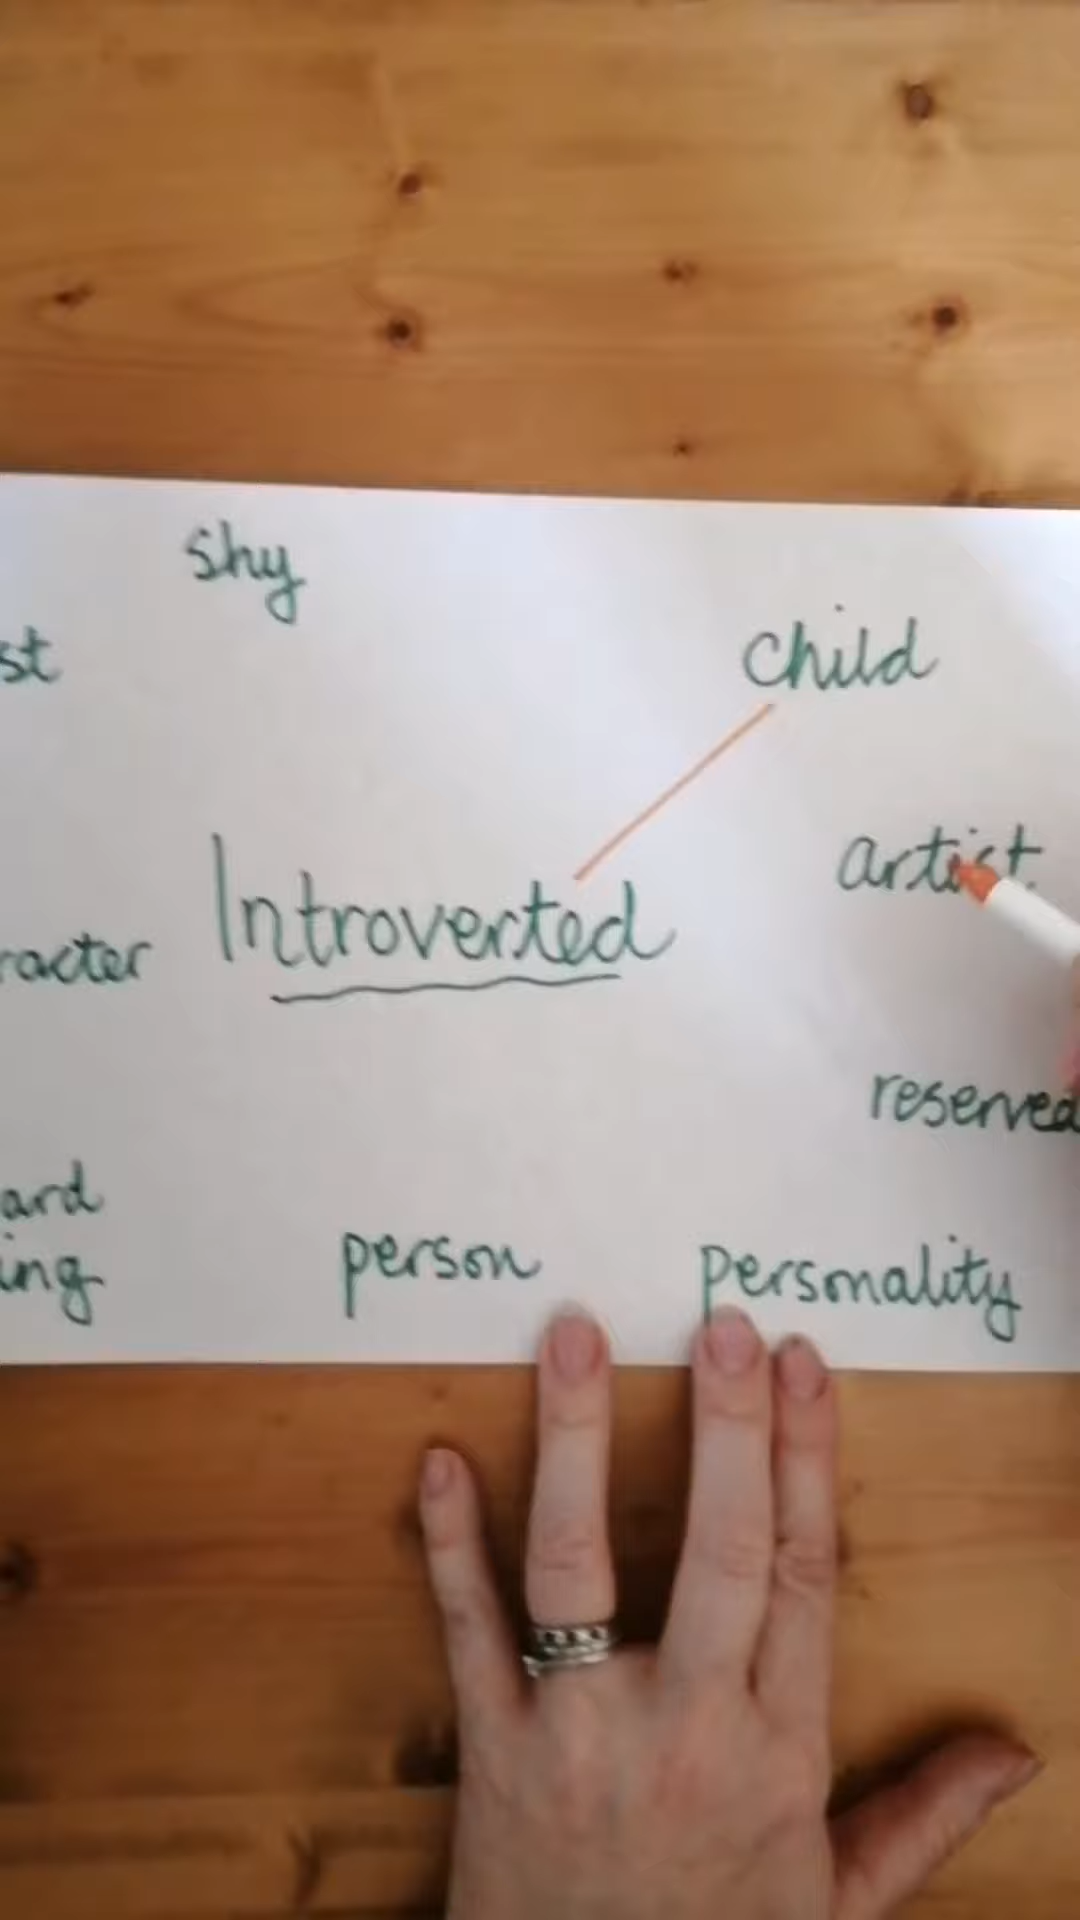 shy
st
child
artist
Introverted
racter
reserved
ard
ing
person
personality